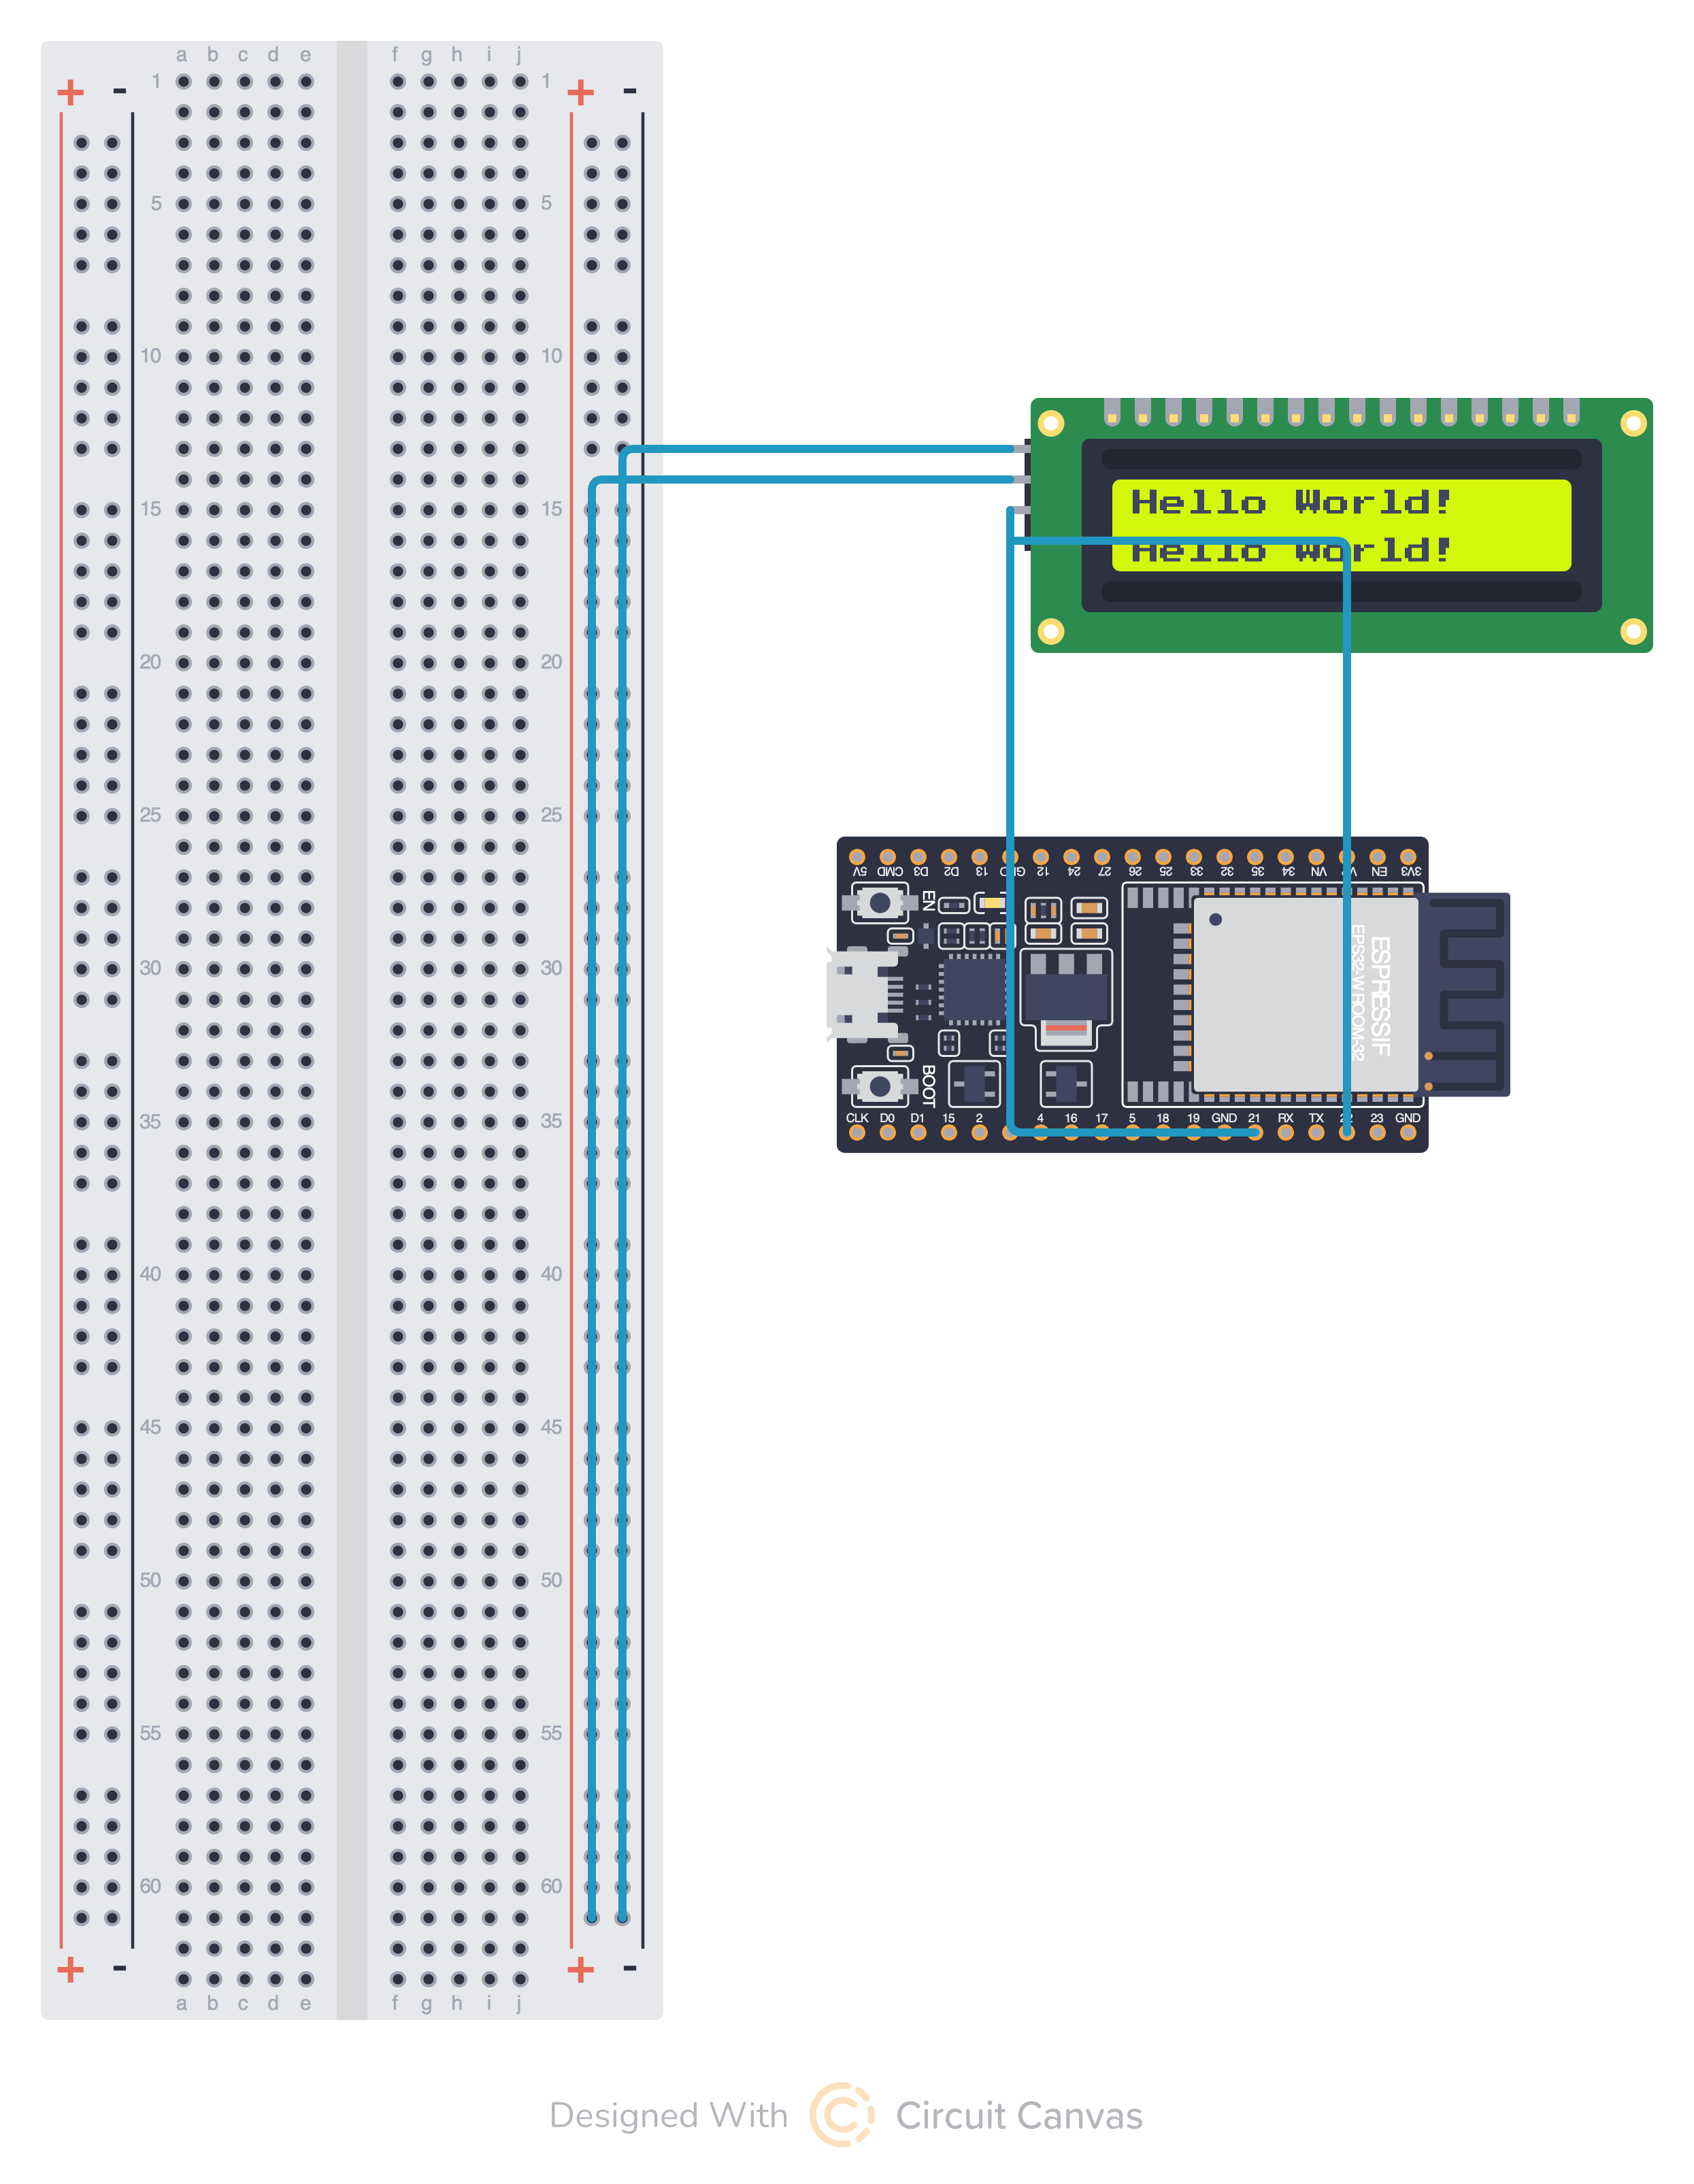 a b c d e f g h i j
+ - 1 1 + -
5 5
10 10
15 15
20 20
25 25
30 30
35 35
40 40
45 45
50 50
55 55
60 60
+ - + -
a b c d e f g h i j
Hello World!
Hello World!
5V CMD D3 D2 13 GND 12 24 27 26 25 33 32 35 34 VN EN 3V3
EN
BOOT
ESPRESSIF
EPS32-WROOM-32
CLK D0 D1 15 2 4 16 17 5 18 19 GND 21 RX TX 22 23 GND
Designed With Circuit Canvas